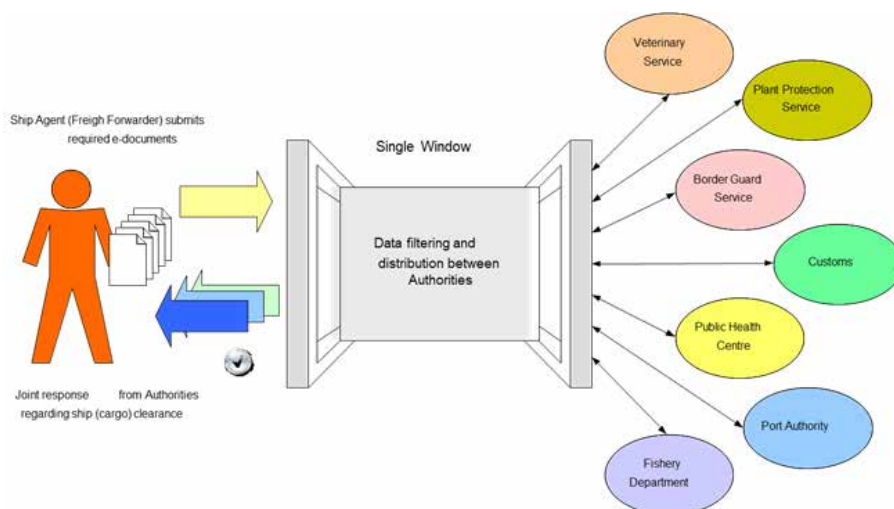 Ship Agent (Freigh Forwarder) submits
required e-documents
Joint response from Authorities
regarding ship (cargo) clearance
Single Window
Data filtering and
distribution between
Authorities
Veterinary
Service
Plant Protection
Service
Border Guard
Service
Customs
Public Health
Centre
Port Authority
Fishery
Department